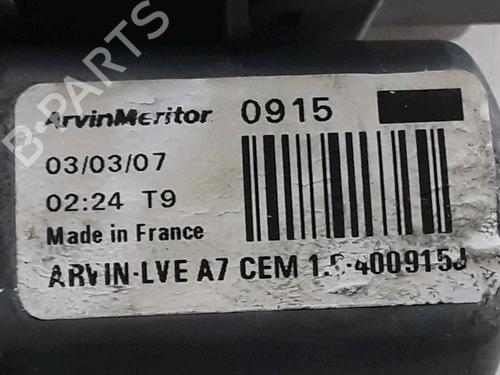 B-PARTS
ArvinMeritor 0915
03/03/07
02:24 T9
Made in France
ARVIN-LVE A7 CEM